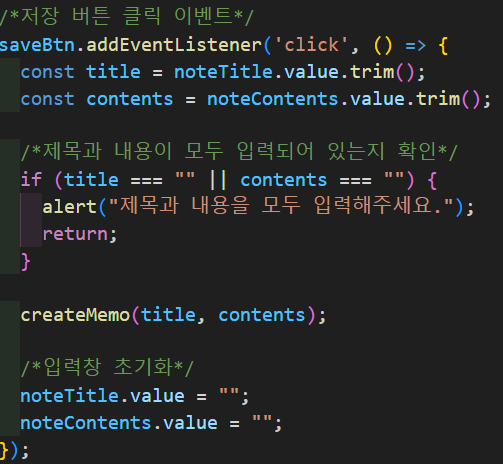 /*저장 버튼 클릭 이벤트*/
saveBtn.addEventListener('click', () => {
  const title = noteTitle.value.trim();
  const contents = noteContents.value.trim();

  /*제목과 내용이 모두 입력되어 있는지 확인*/
  if (title === "" || contents === "") {
    alert("제목과 내용을 모두 입력해주세요.");
    return;
  }

  createMemo(title, contents);

  /*입력창 초기화*/
  noteTitle.value = "";
  noteContents.value = "";
});